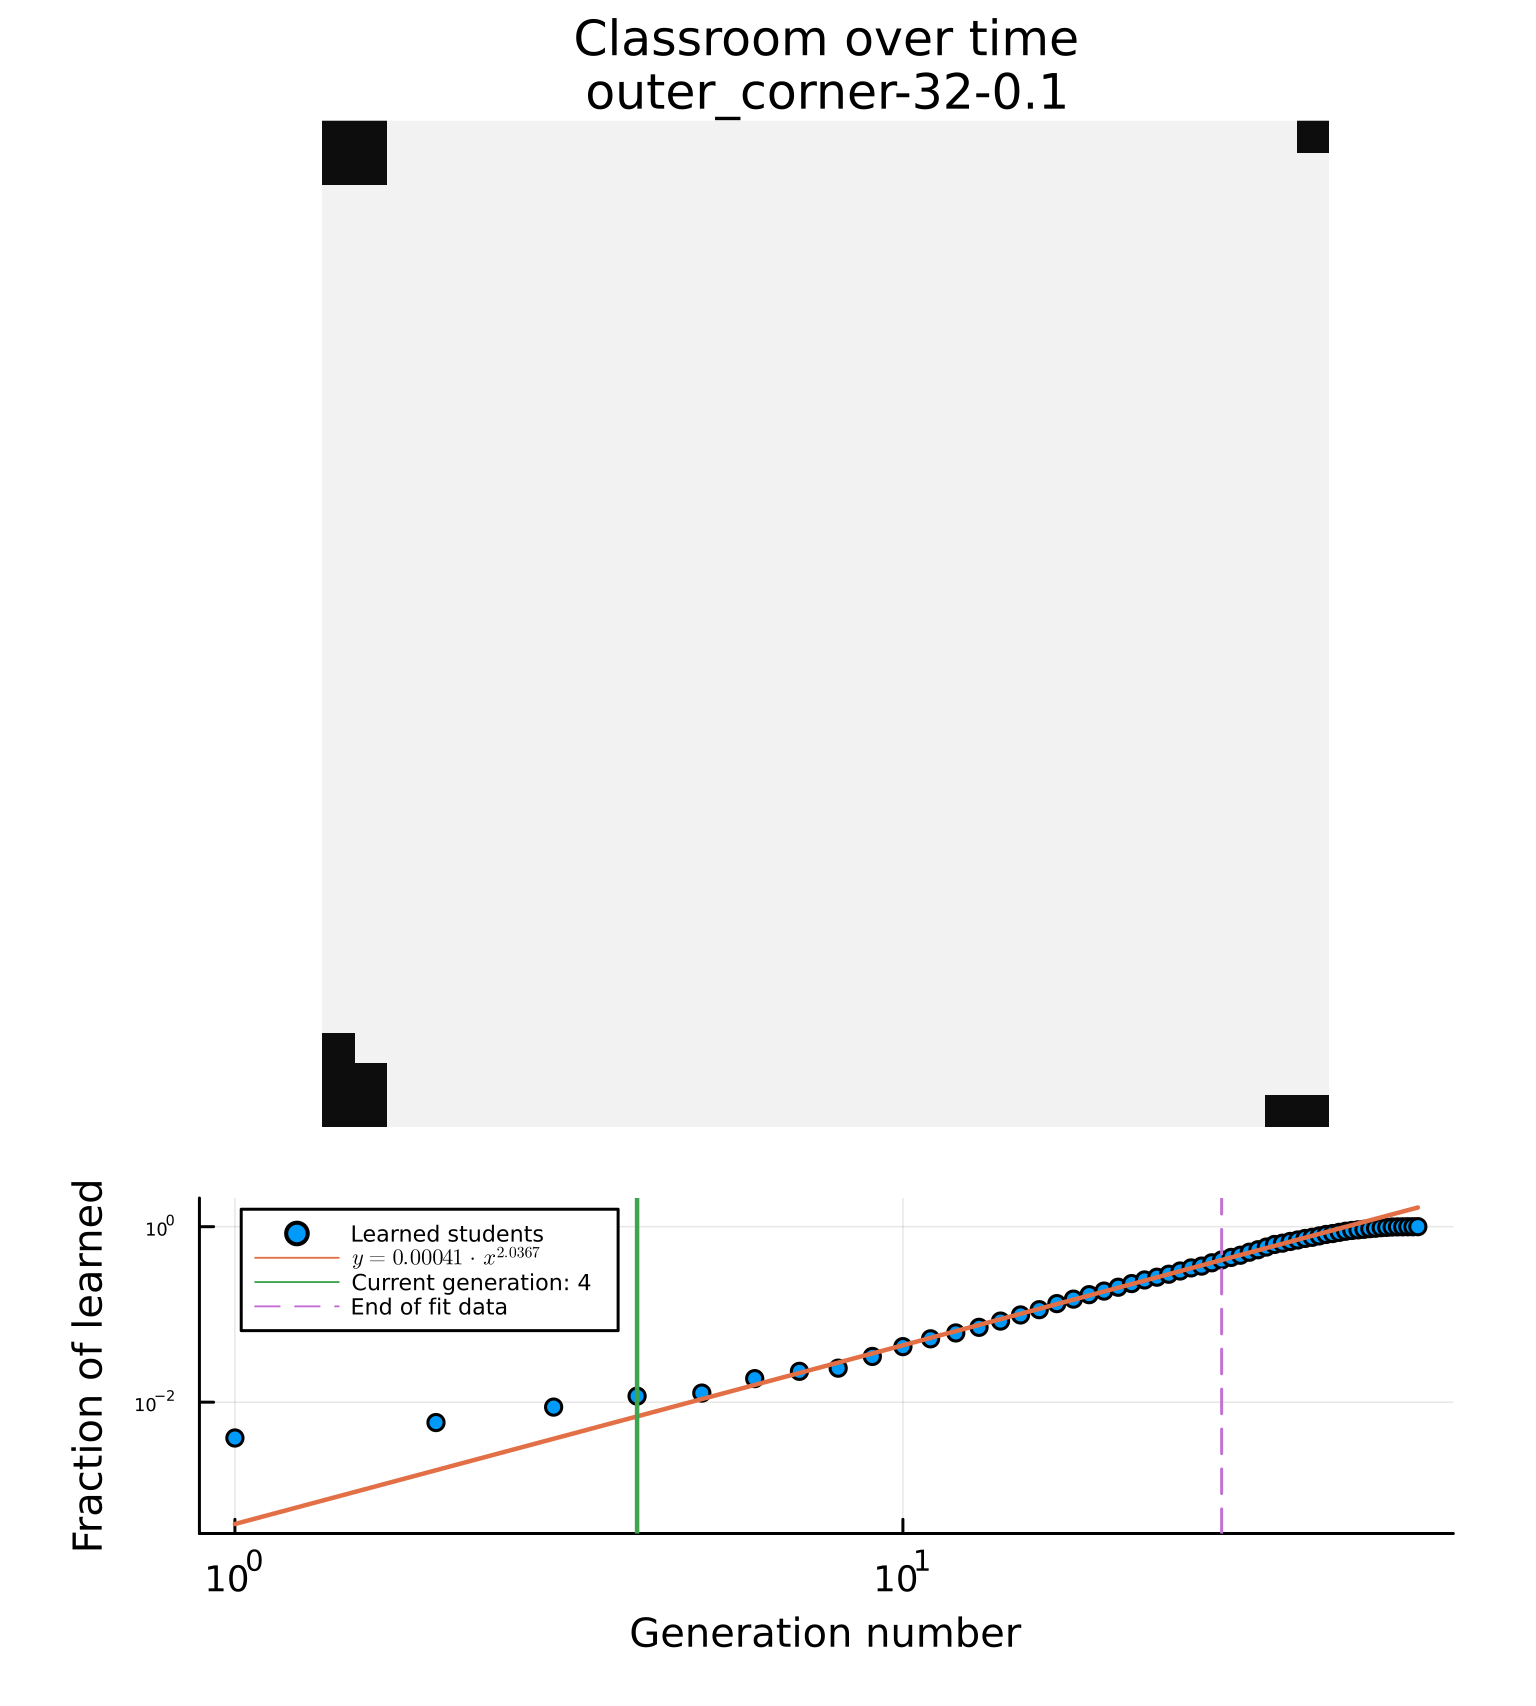 Classroom over time
outer_corner-32-0.1
Fraction of learned
10^0
10^−2
Learned students
y = 0.00041 · x^2.0367
Current generation: 4
End of fit data
10^0
10^1
Generation number